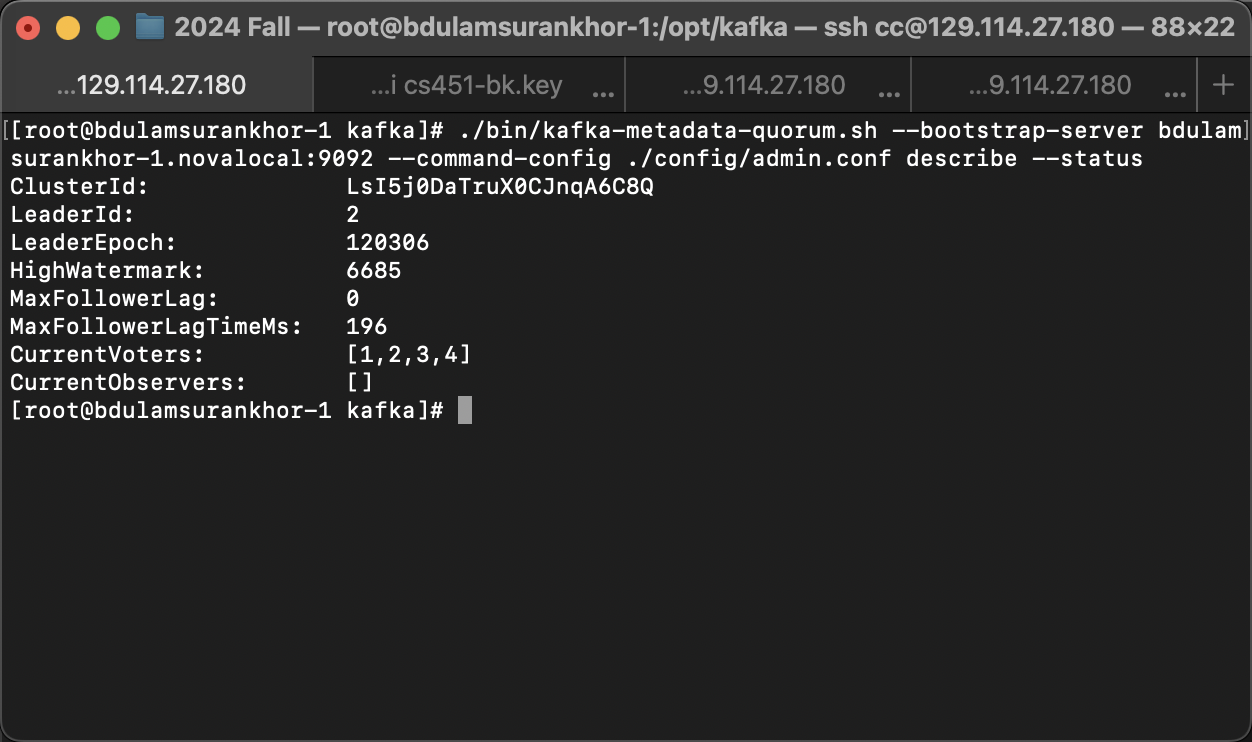 2024 Fall — root@bdulamsurankhor-1:/opt/kafka — ssh cc@129.114.27.180 — 88×22
...129.114.27.180 ...i cs451-bk.key ... ...9.114.27.180 ... ...9.114.27.180 ... +
[[root@bdulamsurankhor-1 kafka]# ./bin/kafka-metadata-quorum.sh --bootstrap-server bdulam]
surankhor-1.novalocal:9092 --command-config ./config/admin.conf describe --status
ClusterId: LsI5j0DaTruX0CJnqA6C8Q
LeaderId: 2
LeaderEpoch: 120306
HighWatermark: 6685
MaxFollowerLag: 0
MaxFollowerLagTimeMs: 196
CurrentVoters: [1,2,3,4]
CurrentObservers: []
[root@bdulamsurankhor-1 kafka]#